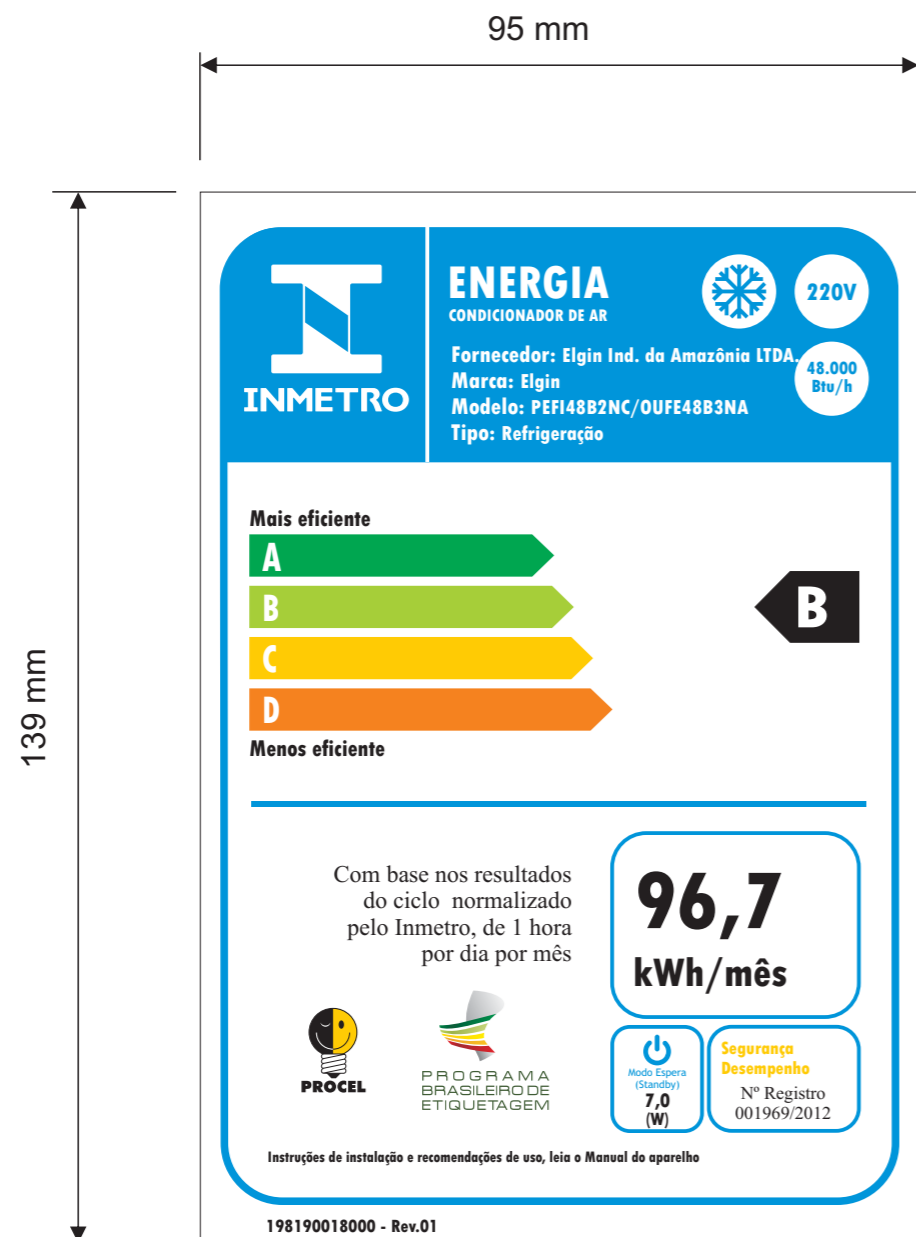 95 mm
139 mm
INMETRO
ENERGIA
CONDICIONADOR DE AR
220V
Fornecedor: Elgin Ind. da Amazônia LTDA.
Marca: Elgin
Modelo: PEFI48B2NC/OUFE48B3NA
Tipo: Refrigeração
48.000
Btu/h
Mais eficiente
A
B
C
D
Menos eficiente
B
Com base nos resultados
do ciclo normalizado
pelo Inmetro, de 1 hora
por dia por mês
96,7
kWh/mês
PROCEL
PROGRAMA
BRASILEIRO DE
ETIQUETAGEM
Modo Espera
(Standby)
7,0
(W)
Segurança
Desempenho
Nº Registro
001969/2012
Instruções de instalação e recomendações de uso, leia o Manual do aparelho
198190018000 - Rev.01